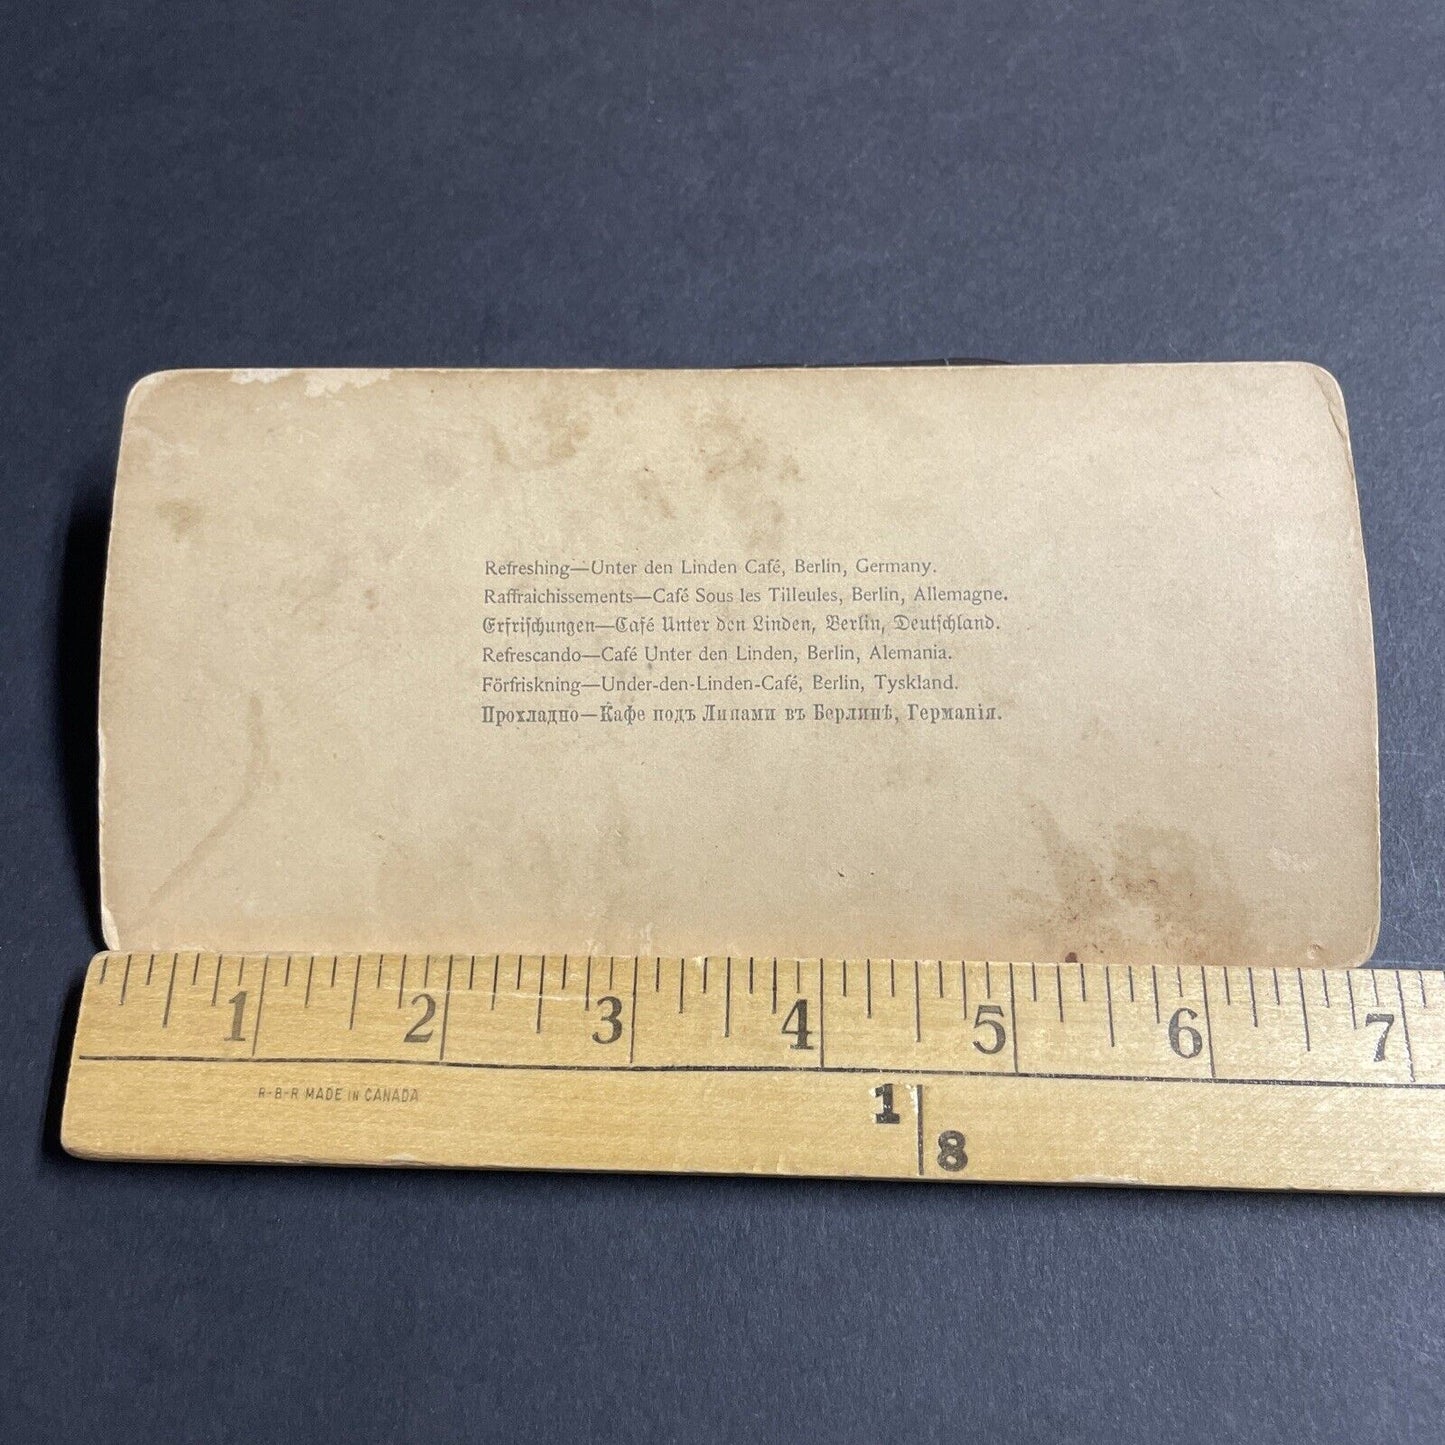 Refreshing—Unter den Linden Café, Berlin, Germany.
Raffraichissements—Café Sous les Tilleules, Berlin, Allemagne.
Erfrischungen—Café Unter den Linden, Berlin, Deutschland.
Refrescando—Café Unter den Linden, Berlin, Alemania.
Förfriskning—Under-den-Linden-Café, Berlin, Tyskland.
Прохладно—Кафе подъ Липами въ Берлинѣ, Германія.
1 2 3 4 5 6 7
R-B-R MADE IN CANADA
1
8